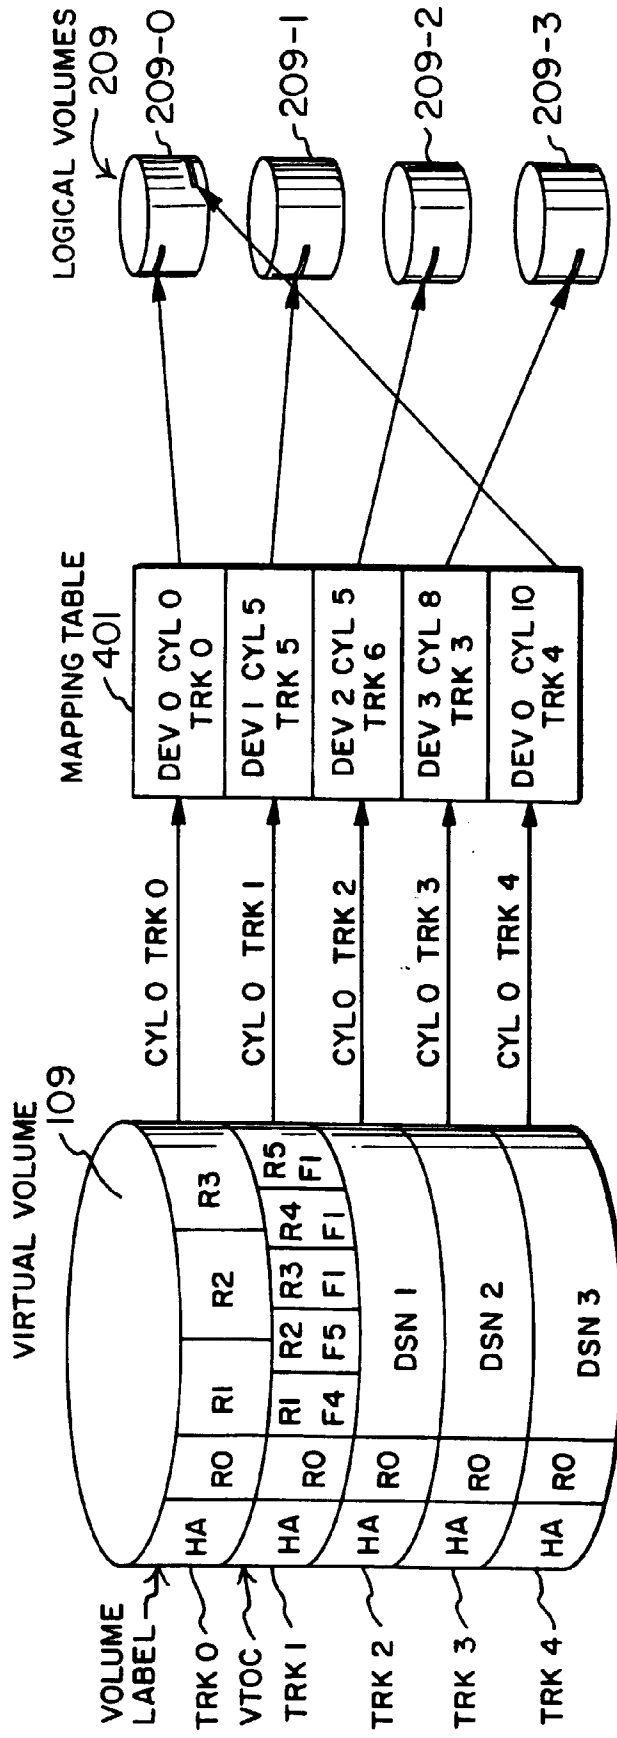 VIRTUAL VOLUME
109
VOLUME
LABEL
TRK 0
VTOC
TRK 1
TRK 2
TRK 3
TRK 4
HA R0 R1 R2 R3
HA R0 R1 R2 R3 R4 R5
F4 F5 F1 F1 F1
HA R0 DSN 1
HA R0 DSN 2
HA R0 DSN 3
CYL 0 TRK 0
CYL 0 TRK 1
CYL 0 TRK 2
CYL 0 TRK 3
CYL 0 TRK 4
MAPPING TABLE
401
DEV 0 CYL 0
TRK 0
DEV 1 CYL 5
TRK 5
DEV 2 CYL 5
TRK 6
DEV 3 CYL 8
TRK 3
DEV 0 CYL 10
TRK 4
LOGICAL VOLUMES
209
209-0
209-1
209-2
209-3